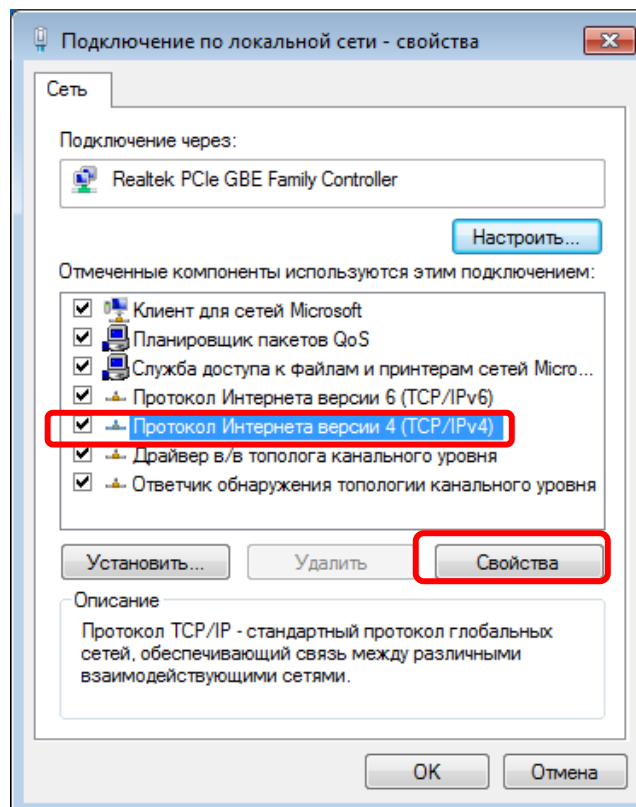 Подключение по локальной сети - свойства
Сеть
Подключение через:
Realtek PCIe GBE Family Controller
Настроить...
Отмеченные компоненты используются этим подключением:
Клиент для сетей Microsoft
Планировщик пакетов QoS
Служба доступа к файлам и принтерам сетей Micro...
Протокол Интернета версии 6 (TCP/IPv6)
Протокол Интернета версии 4 (TCP/IPv4)
Драйвер в/в тополога канального уровня
Ответчик обнаружения топологии канального уровня
Установить...
Удалить
Свойства
Описание
Протокол TCP/IP - стандартный протокол глобальных
сетей, обеспечивающий связь между различными
взаимодействующими сетями.
OK
Отмена